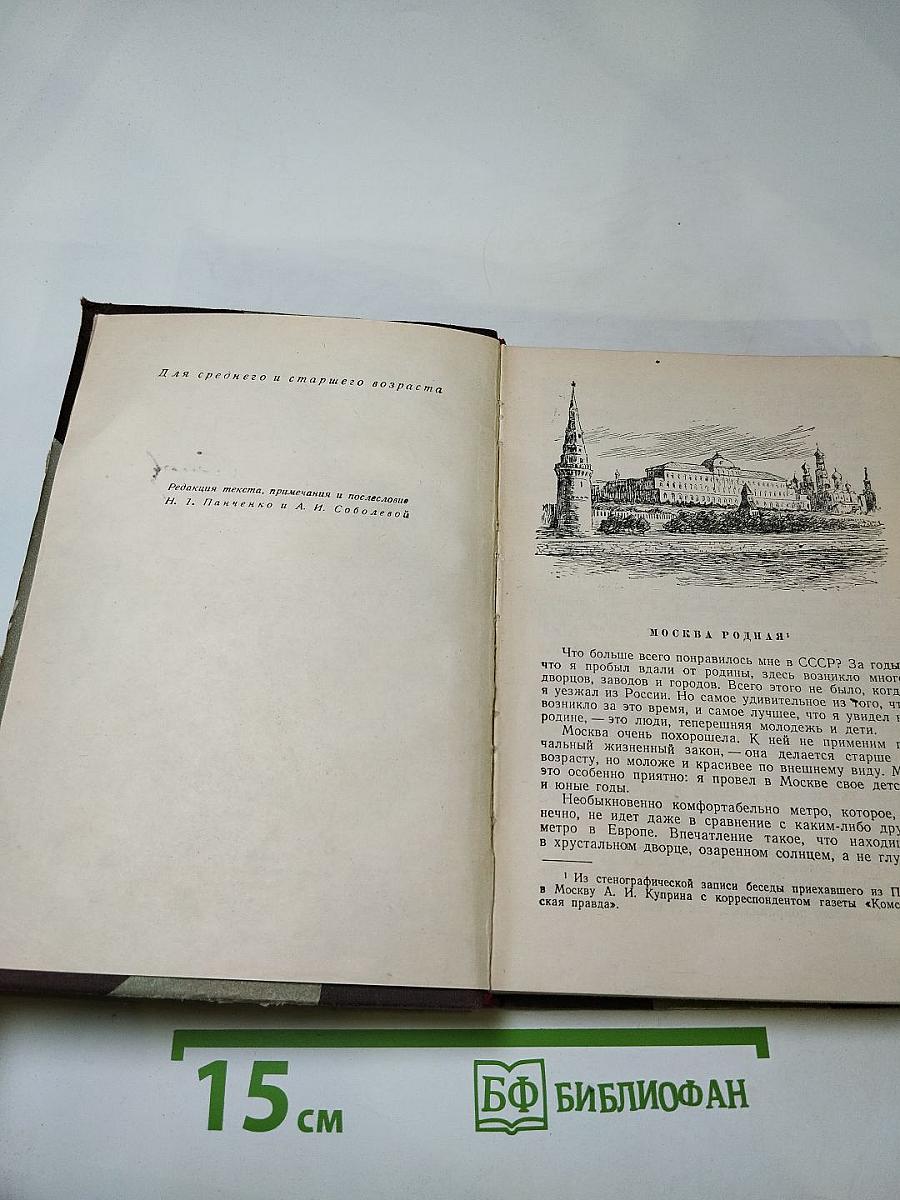 Для среднего и старшего возраста
Редакция текста, примечания и послесловие
Н. І. Панченко и А. И. Соболевой
МОСКВА РОДНАЯ¹
Что больше всего понравилось мне в СССР? За годы
что я пробыл вдали от родины, здесь возникло много
дворцов, заводов и городов. Всего этого не было, когд
я уезжал из России. Но самое удивительное из того, чт
возникло за это время, и самое лучшее, что я увидел
родине, — это люди, теперешняя молодежь и дети.
Москва очень похорошела. К ней не применим
чальный жизненный закон, — она делается старше
возрасту, но моложе и красивее по внешнему виду. М
это особенно приятно: я провел в Москве свое детс
и юные годы.
Необыкновенно комфортабельно метро, которое,
нечно, не идет даже в сравнение с каким-либо дру
метро в Европе. Впечатление такое, что находиш
в хрустальном дворце, озаренном солнцем, а не глу
¹ Из стенографической записи беседы приехавшего из П
в Москву А. И. Куприна с корреспондентом газеты «Комс
ская правда».
15 см
БФ БИБЛИОФАН